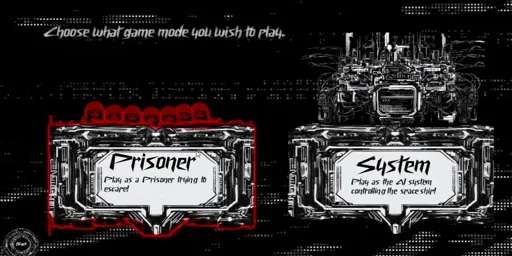 Choose what game mode you wish to play.
Prisoner
Play as a Prisoner trying to
escape!
System
Play as the AI system
controlling the space ship!